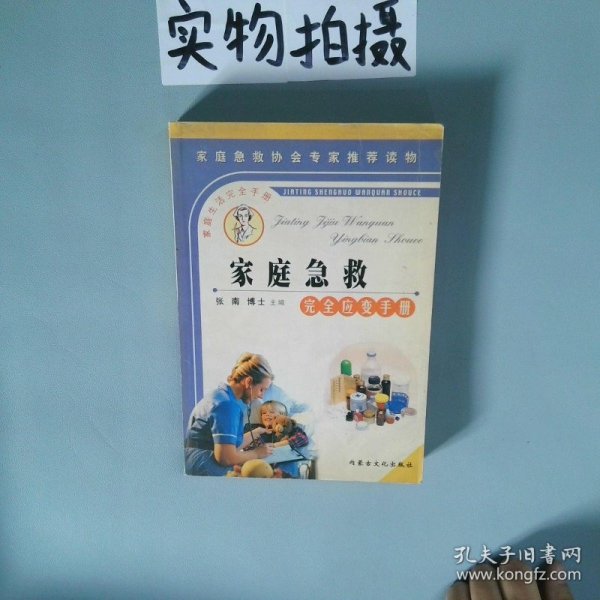 实物拍摄
家庭急救协会专家推荐读物
JIATING SHENGHUO WANQUAN SHOUCE
家庭生活完全手册
Jiating Jijiu Wanquan
Yingbian Shouce
家庭急救
张南 博士 主编
完全应变手册
内蒙古文化出版社
孔夫子旧书网
www.kongfz.com